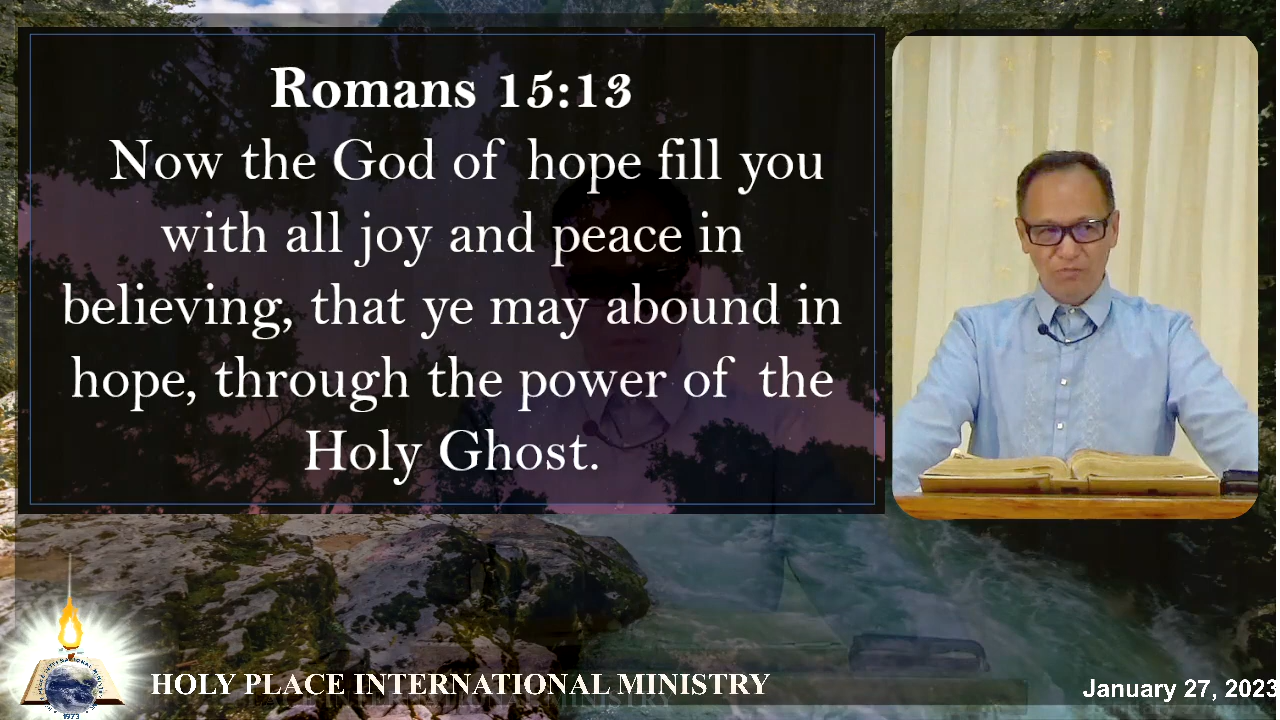 Romans 15:13
Now the God of hope fill you
with all joy and peace in
believing, that ye may abound in
hope, through the power of the
Holy Ghost.
HOLY PLACE INTERNATIONAL MINISTRY
January 27, 2023
1973